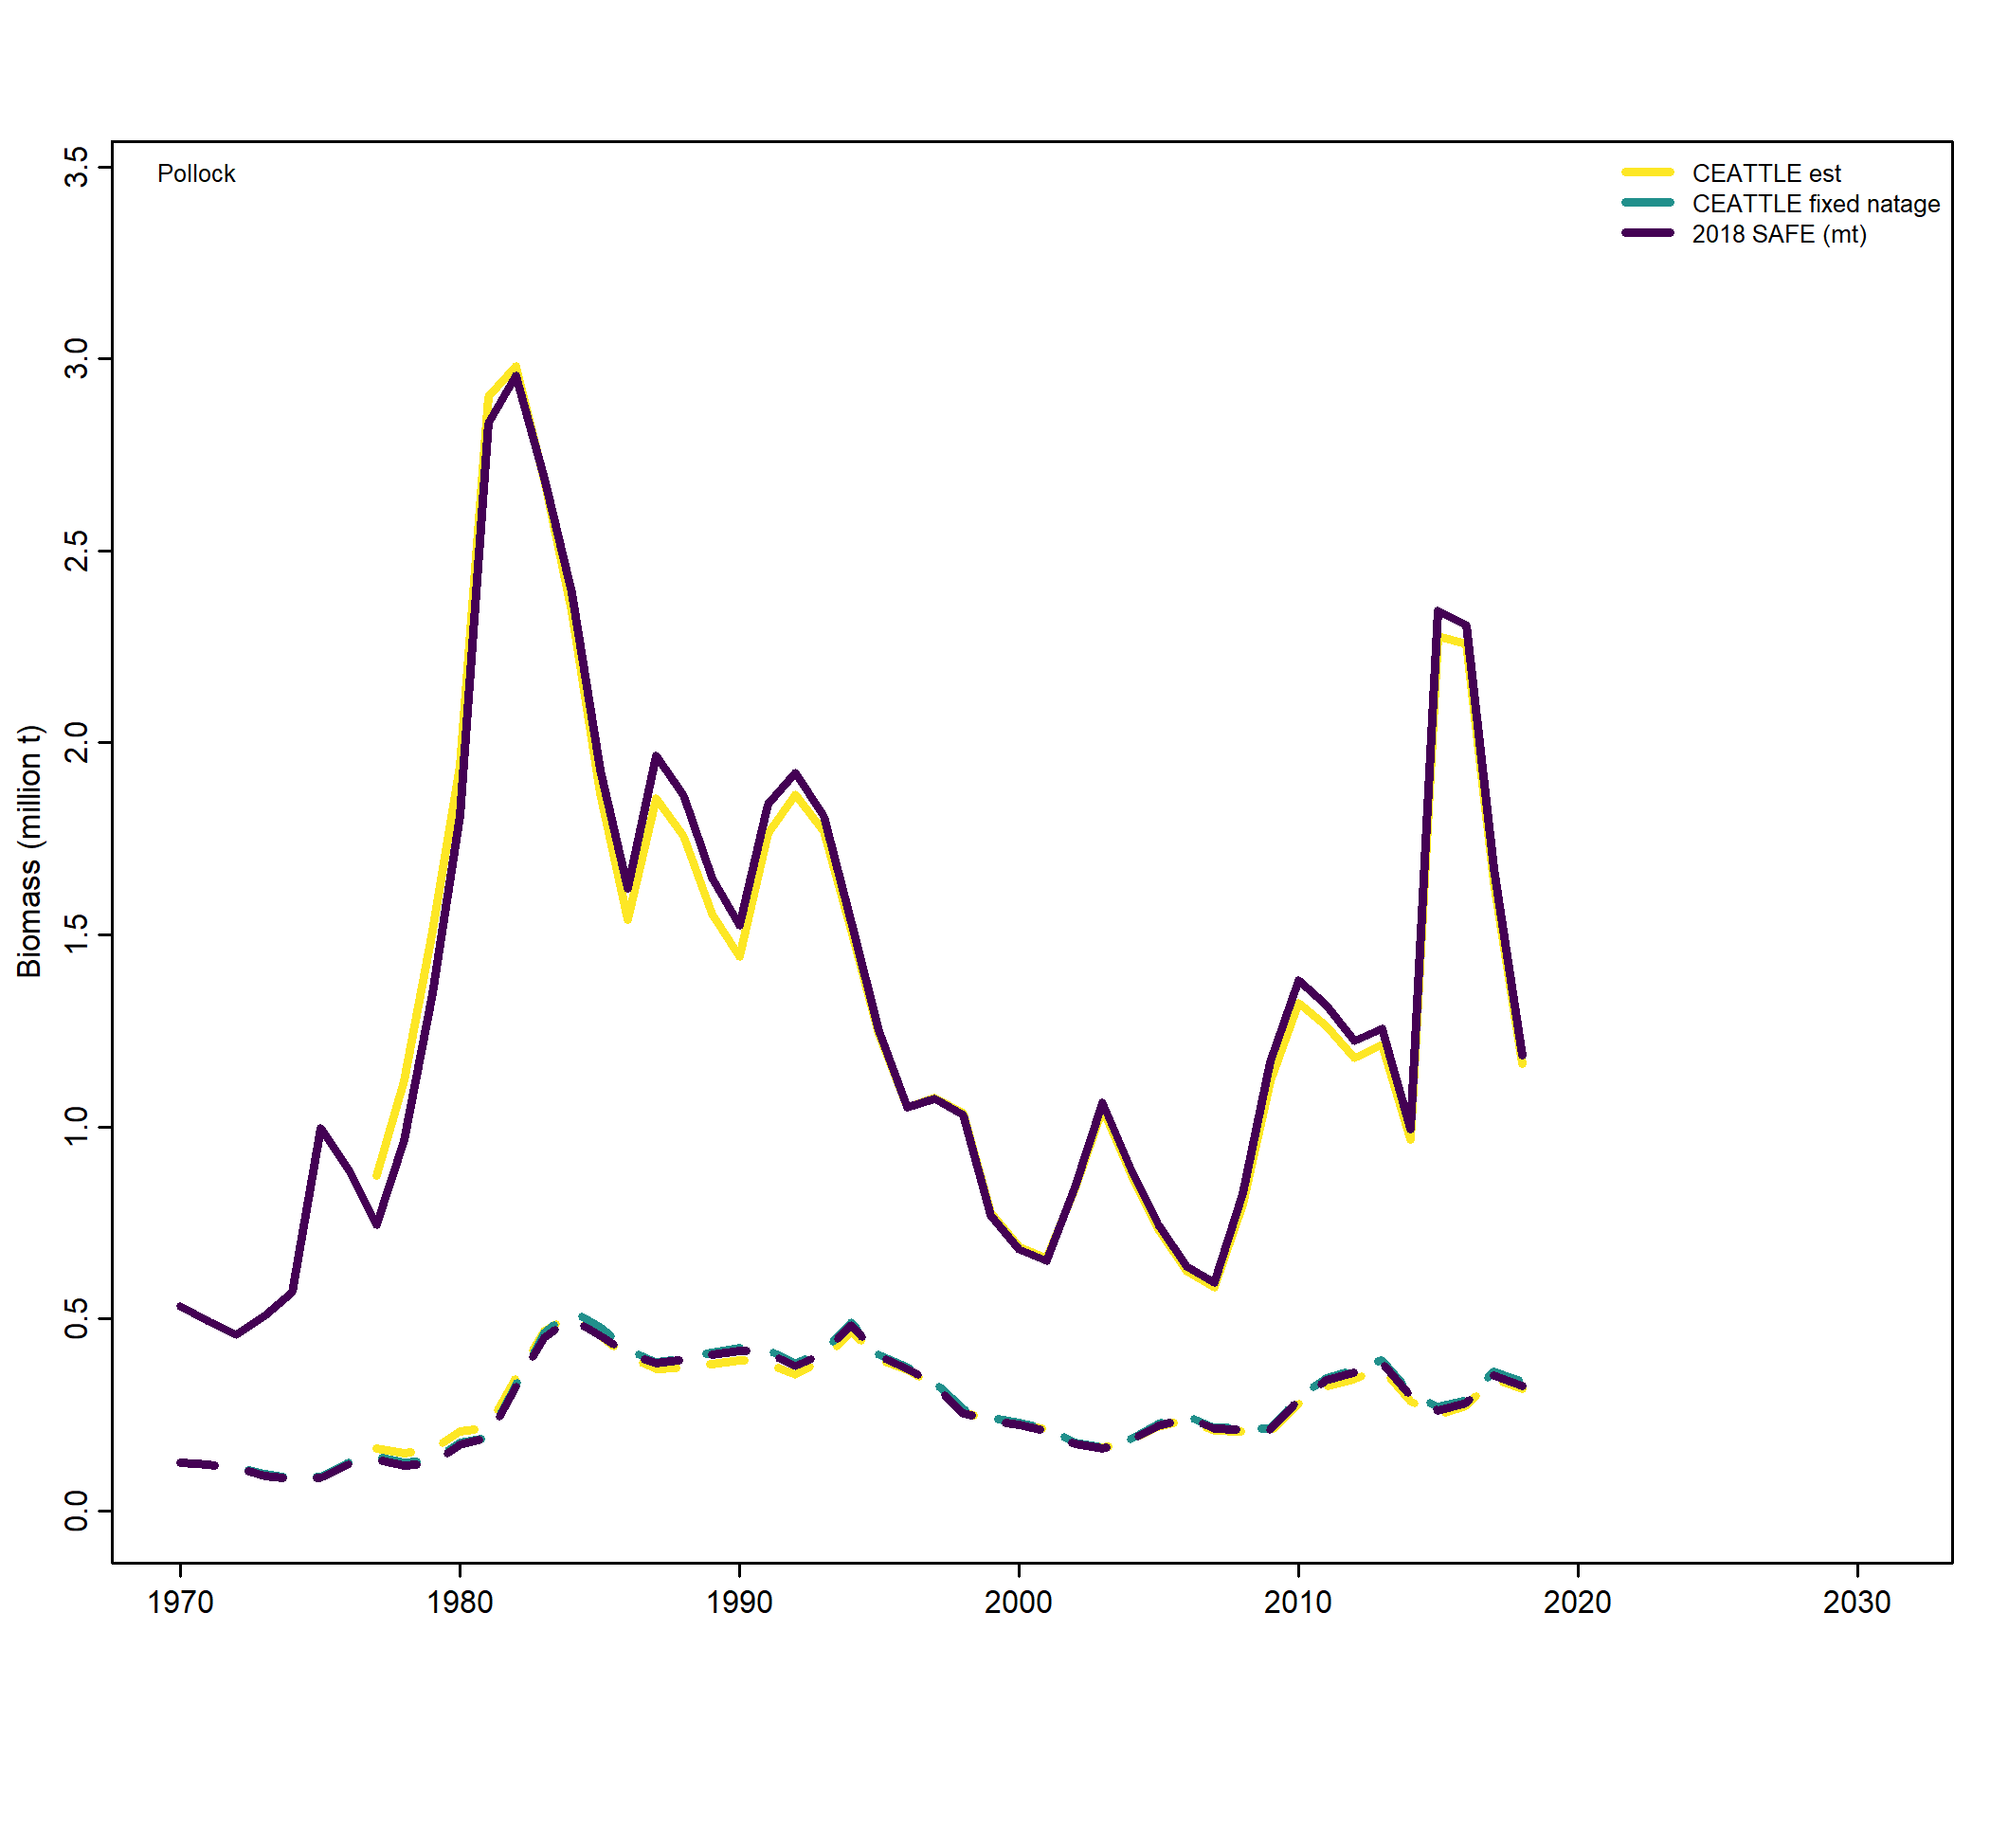 Pollock
CEATTLE est
CEATTLE fixed natage
2018 SAFE (mt)
Biomass (million t)
3.5
3.0
2.5
2.0
1.5
1.0
0.5
0.0
1970 1980 1990 2000 2010 2020 2030